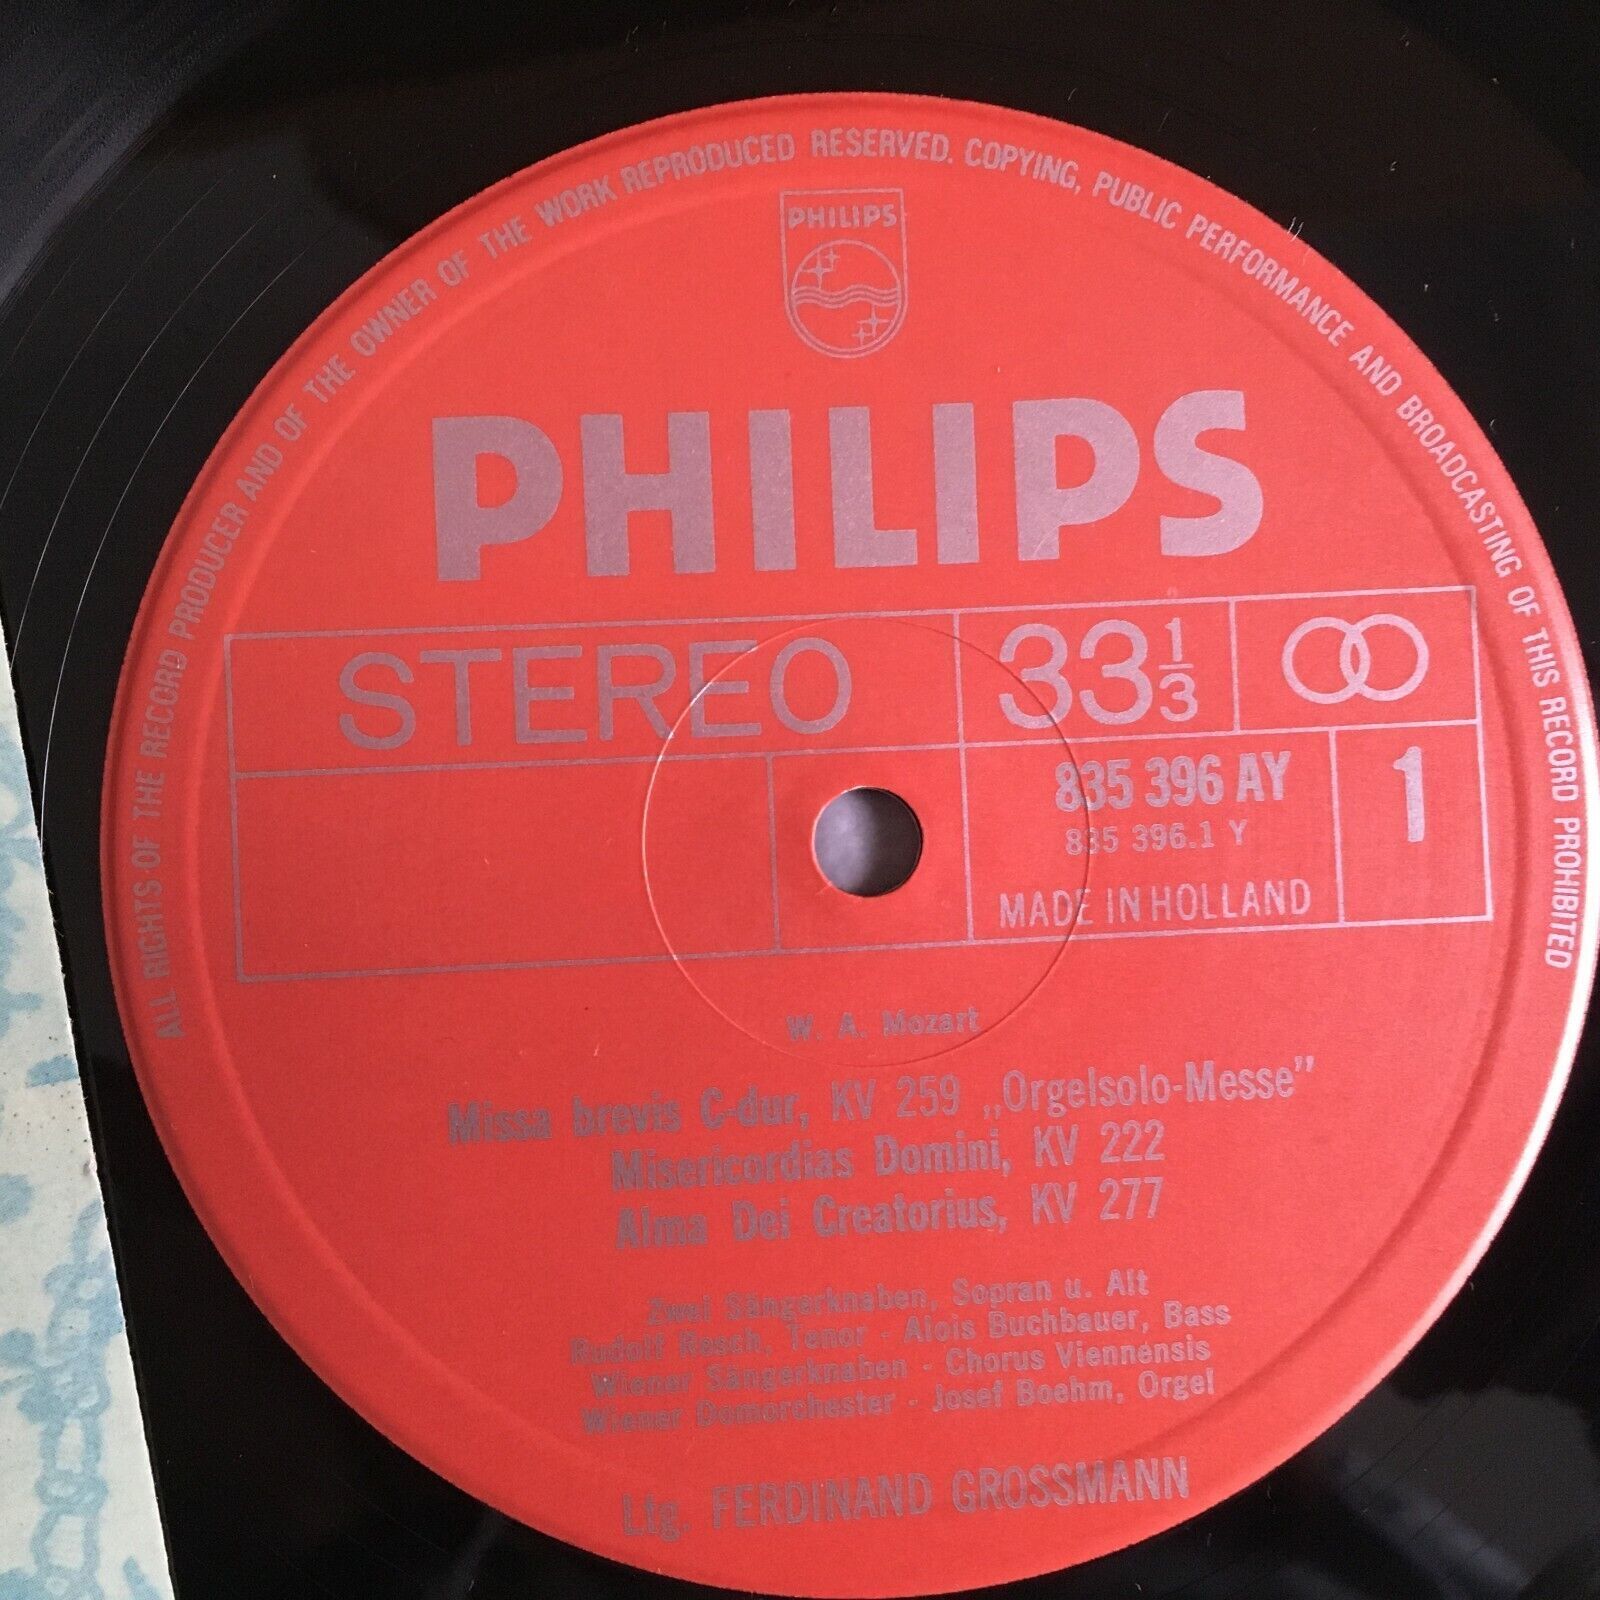 ALL RIGHTS OF THE RECORD PRODUCER AND OF THE OWNER OF THE WORK REPRODUCED RESERVED. COPYING, PUBLIC PERFORMANCE AND BROADCASTING OF THIS RECORD PROHIBITED
PHILIPS
PHILIPS
STEREO
33 1/3
835 396 AY
1
835 396.1 Y
MADE IN HOLLAND
W. A. Mozart
Missa brevis C-dur, KV 259 „Orgelsolo-Messe”
Misericordias Domini, KV 222
Alma Dei Creatorius, KV 277
Zwei Sängerknaben, Sopran u. Alt
Rudolf Resch, Tenor - Alois Buchbauer, Bass
Wiener Sängerknaben - Chorus Viennensis
Wiener Domorchester - Josef Boehm, Orgel
Ltg. FERDINAND GROSSMANN